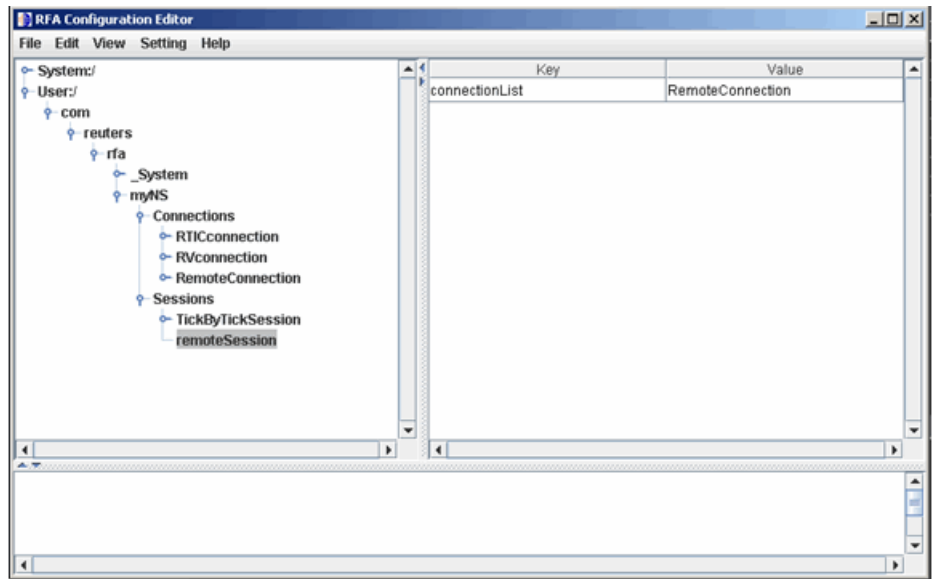 RFA Configuration Editor
File Edit View Setting Help
System:/
User:/
com
reuters
rfa
_System
myNS
Connections
RTICconnection
RVconnection
RemoteConnection
Sessions
TickByTickSession
remoteSession
Key Value
connectionList RemoteConnection